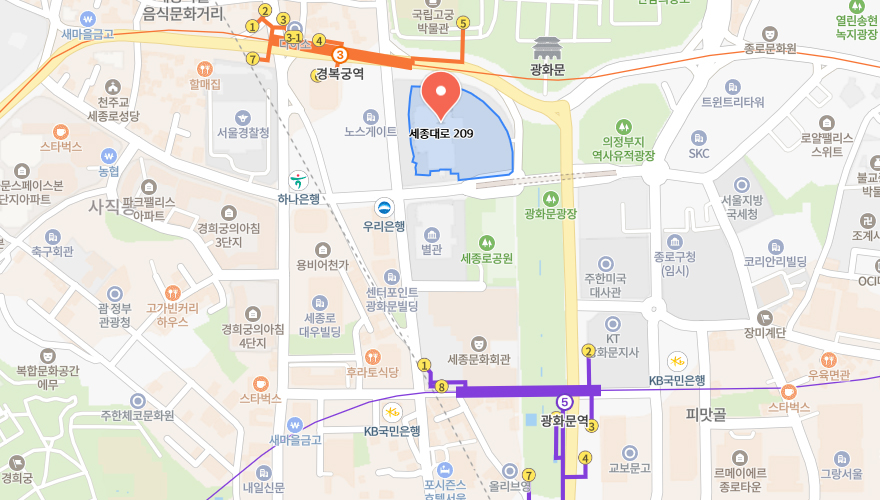 음식문화거리
새마을금고
2
3
1
3-1
4
7
3
경복궁역
국립고궁
박물관
5
광화문
종로문화원
열린송현
녹지광장
할매집
천주교
세종로성당
서울경찰청
노스게이트
세종대로 209
트윈트리타워
스타벅스
농협
의정부지
역사유적광장
SKC
로얄팰리스
스위트
문스페이스본
단지아파트
파크팰리스
아파트
사직동
하나은행
경희궁의아침
3단지
우리은행
별관
세종로공원
광화문광장
서울지방
국세청
축구회관
용비어천가
종로구청
(임시)
코리안리빌딩
센터포인트
광화문빌딩
주한미국
대사관
괌정부
관광청
고가빈커리
하우스
세종로
대우빌딩
경희궁의아침
4단지
KT
광화문지사
장미계단
복합문화공간
에무
후라토식당
세종문화회관
1
8
2
KB국민은행
우육면관
스타벅스
스타벅스
5
광화문역
3
4
7
주한체코문화원
새마을금고
KB국민은행
피맛골
경희궁
내일신문
포시즌스
호텔서울
올리브영
교보문고
르메이에르
종로타운
그랑서울